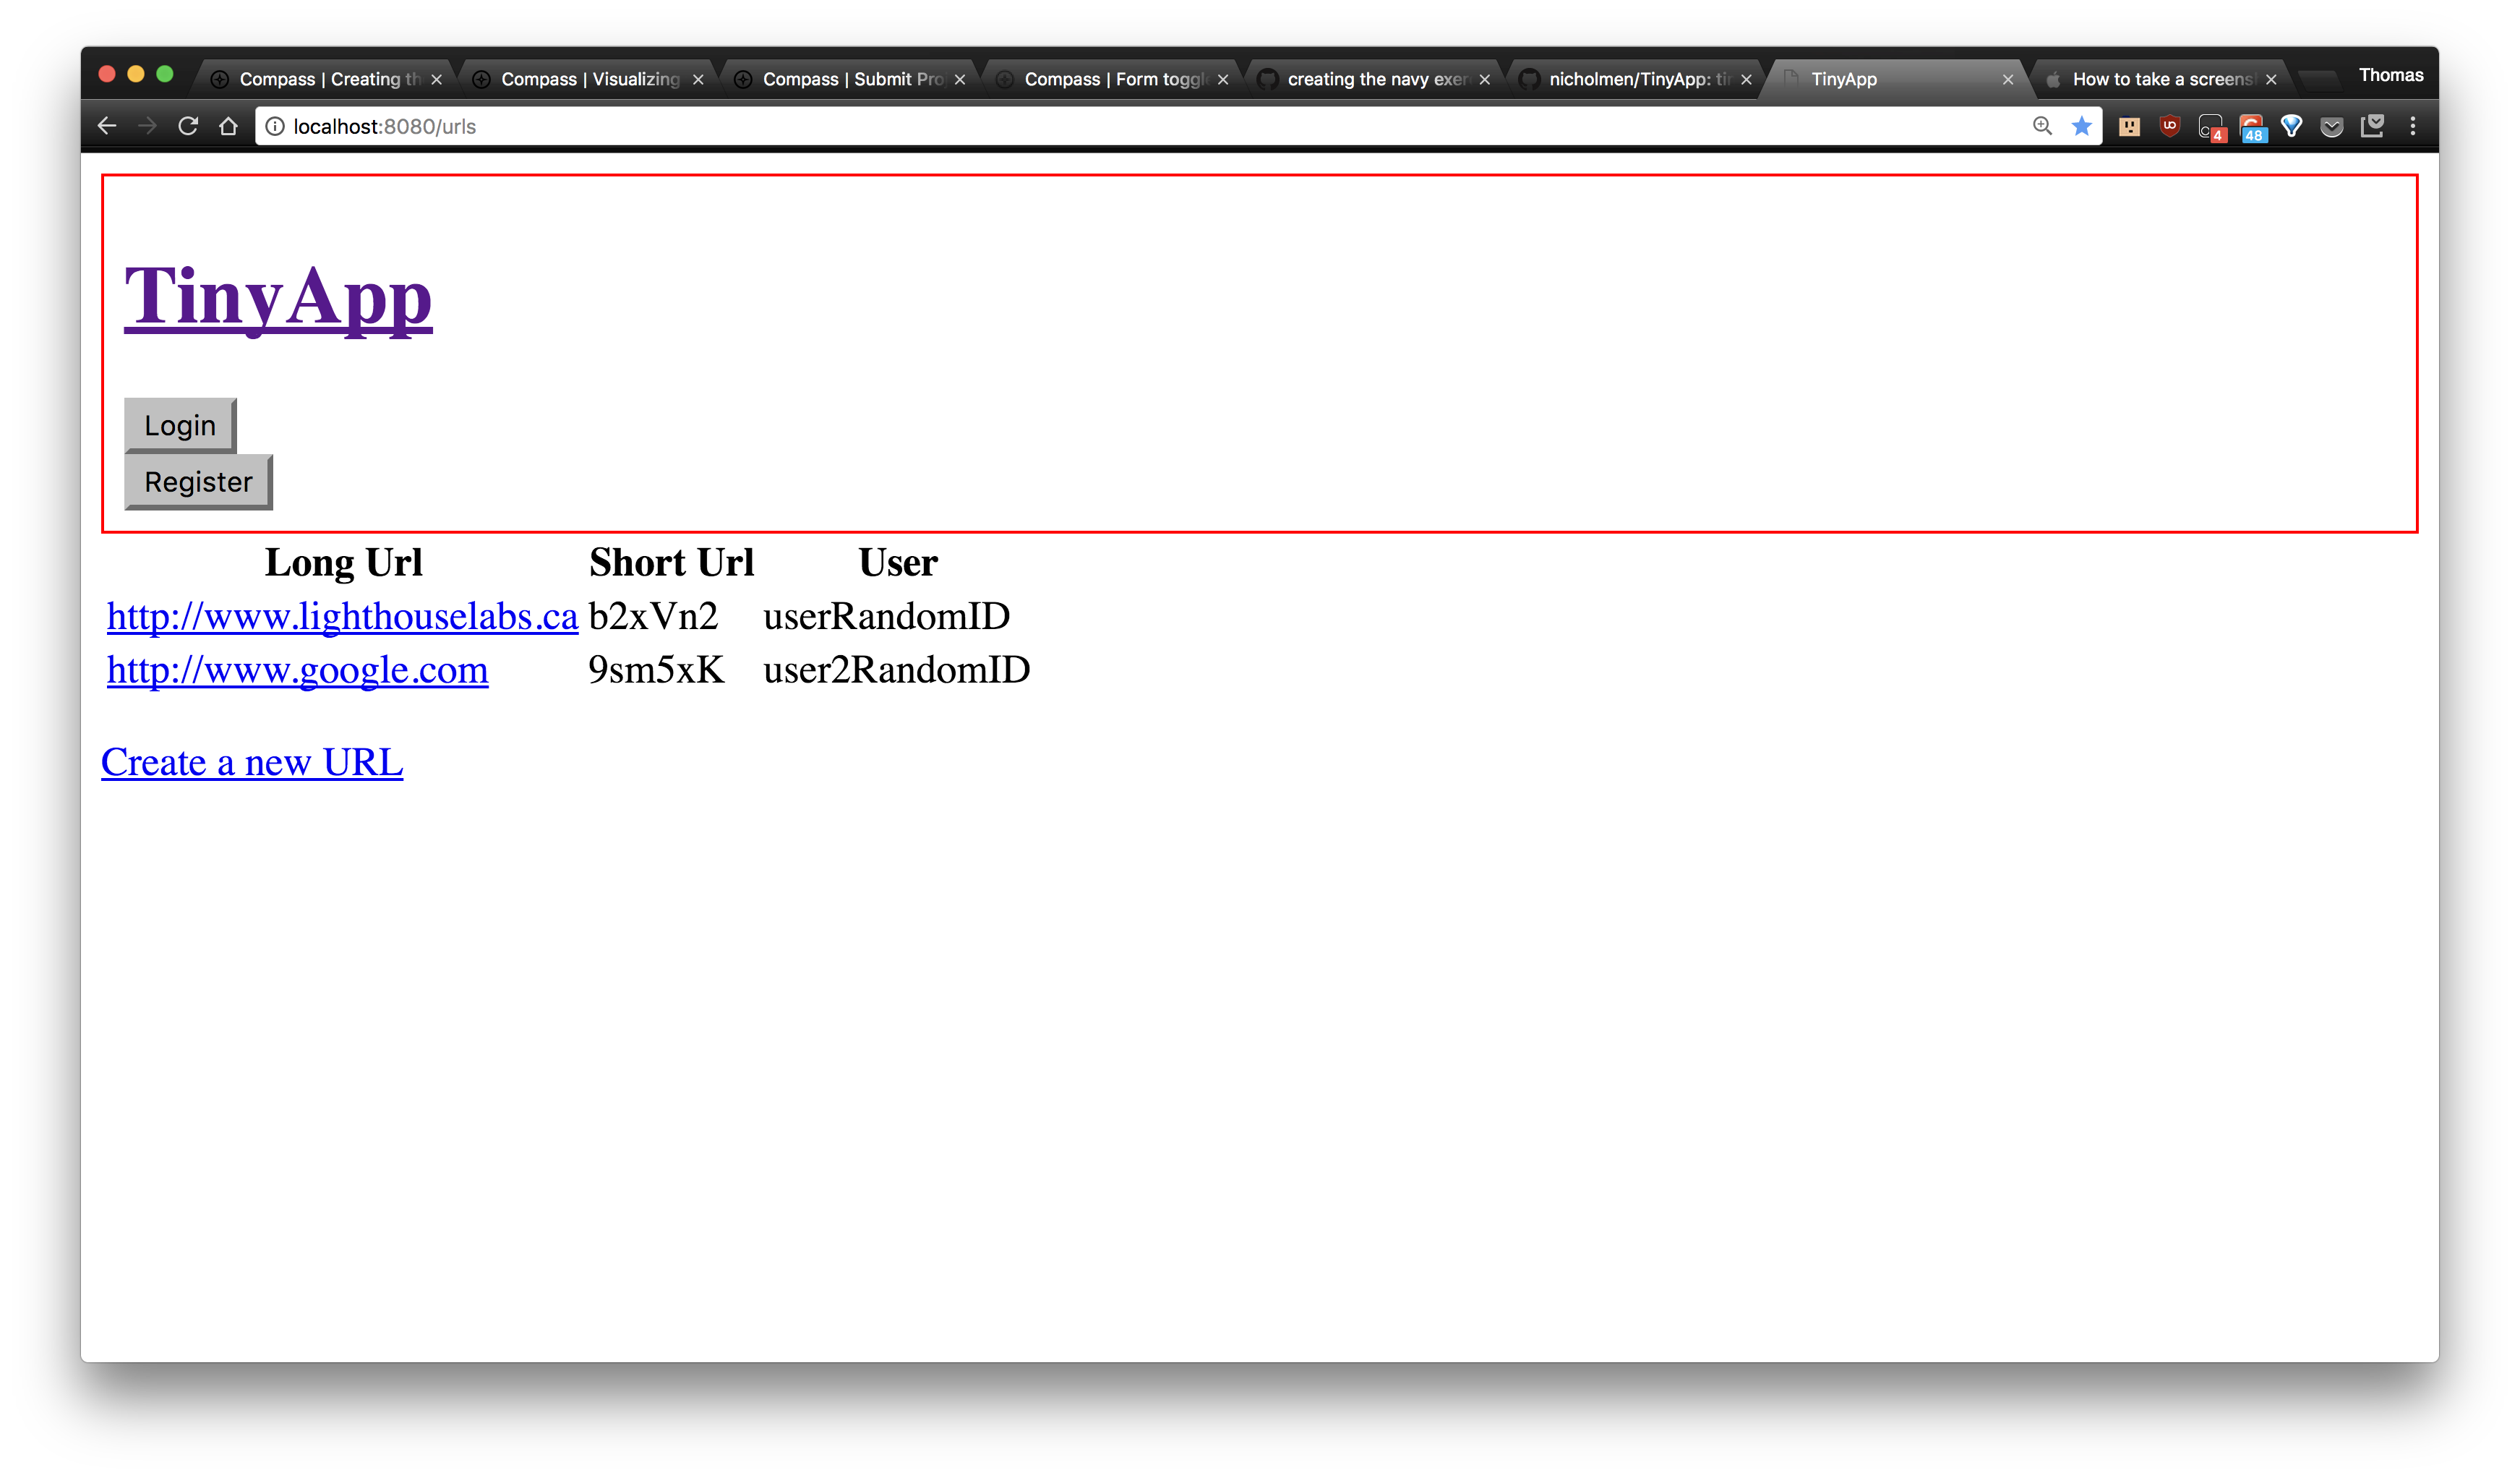 Compass | Creating th
Compass | Visualizing
Compass | Submit Pro
Compass | Form toggle
creating the navy exer
nicholmen/TinyApp: ti
TinyApp
How to take a screens
Thomas
localhost:8080/urls
4
48
TinyApp
Login
Register
Long Url Short Url User
http://www.lighthouselabs.ca b2xVn2 userRandomID
http://www.google.com 9sm5xK user2RandomID
Create a new URL